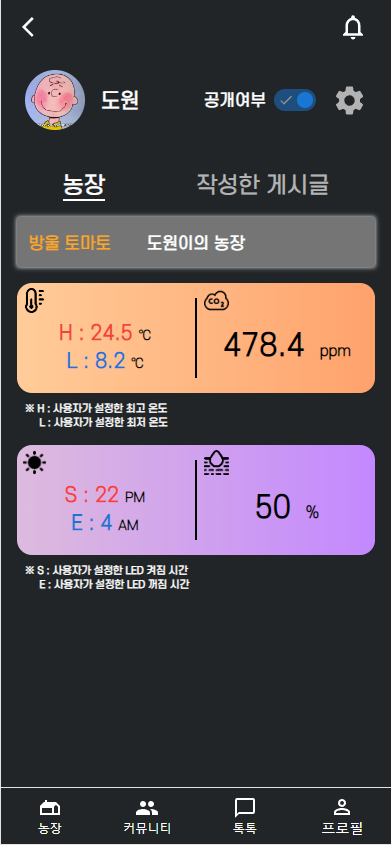 도원
공개여부
농장 작성한 게시글
방울 토마토 도원이의 농장
H : 24.5 ℃
L : 8.2 ℃
CO2
478.4 ppm
※ H : 사용자가 설정한 최고 온도
L : 사용자가 설정한 최저 온도
S : 22 PM
E : 4 AM
50 %
※ S : 사용자가 설정한 LED 켜짐 시간
E : 사용자가 설정한 LED 꺼짐 시간
농장 커뮤니티 톡톡 프로필